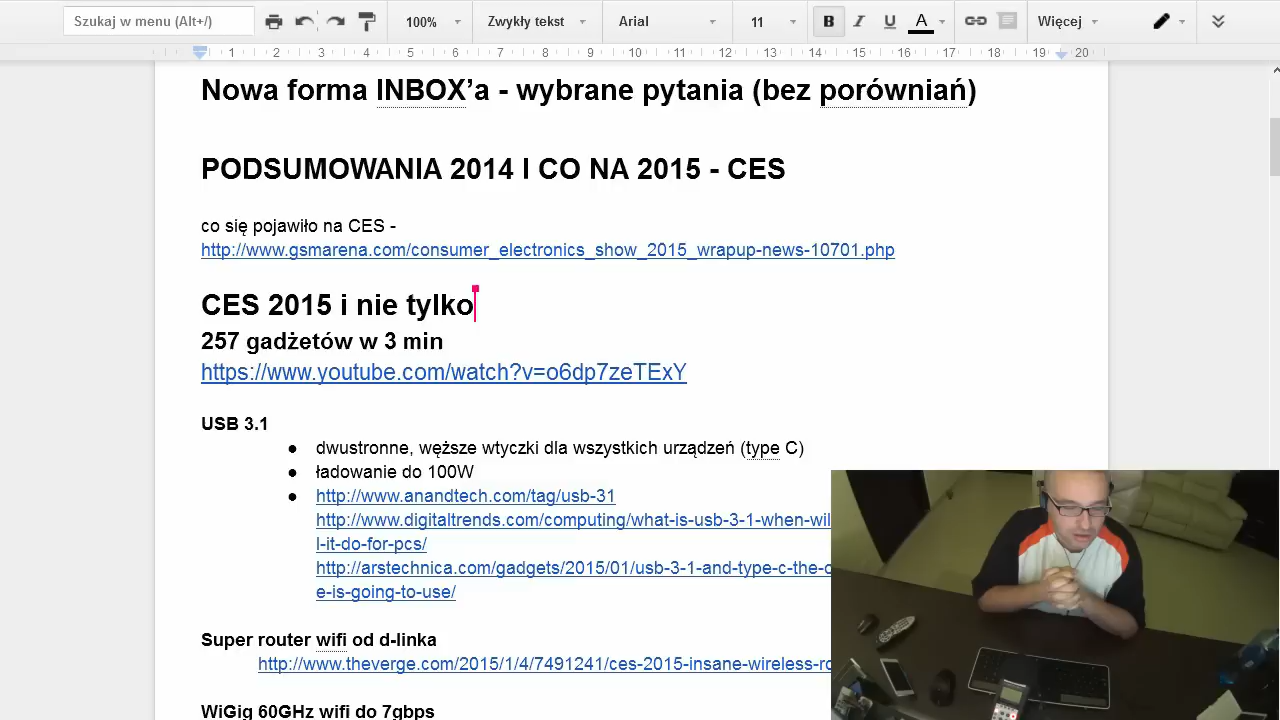 Szukaj w menu (Alt+/)
100%
Zwykły tekst
Arial
11
B
I
U
A
Więcej
1 2 3 4 5 6 7 8 9 10 11 12 13 14 15 16 17 18 19 20
Nowa forma INBOX’a - wybrane pytania (bez porówniań)
PODSUMOWANIA 2014 I CO NA 2015 - CES
co się pojawiło na CES -
http://www.gsmarena.com/consumer_electronics_show_2015_wrapup-news-10701.php
CES 2015 i nie tylko
257 gadżetów w 3 min
https://www.youtube.com/watch?v=o6dp7zeTExY
USB 3.1
● dwustronne, węższe wtyczki dla wszystkich urządzeń (type C)
● ładowanie do 100W
● http://www.anandtech.com/tag/usb-31
http://www.digitaltrends.com/computing/what-is-usb-3-1-when-wil
l-it-do-for-pcs/
http://arstechnica.com/gadgets/2015/01/usb-3-1-and-type-c-the-o
e-is-going-to-use/
Super router wifi od d-linka
http://www.theverge.com/2015/1/4/7491241/ces-2015-insane-wireless-ro
WiGig 60GHz wifi do 7gbps